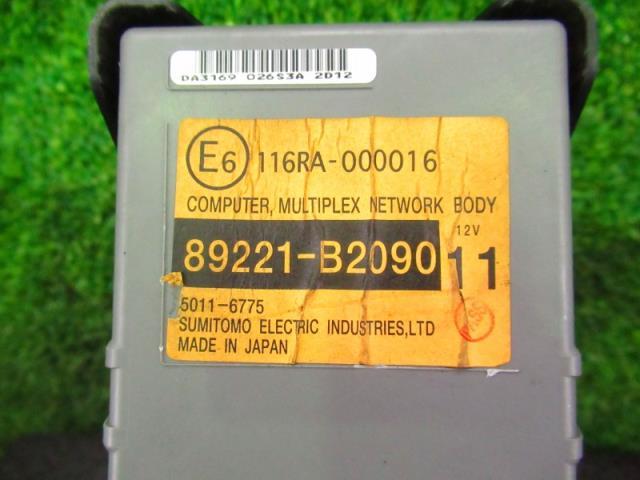 DA3169 026S3A 2D12
E6 116RA-000016
COMPUTER, MULTIPLEX NETWORK BODY
12V
89221-B2090 11
5011-6775
SUMITOMO ELECTRIC INDUSTRIES,LTD
MADE IN JAPAN